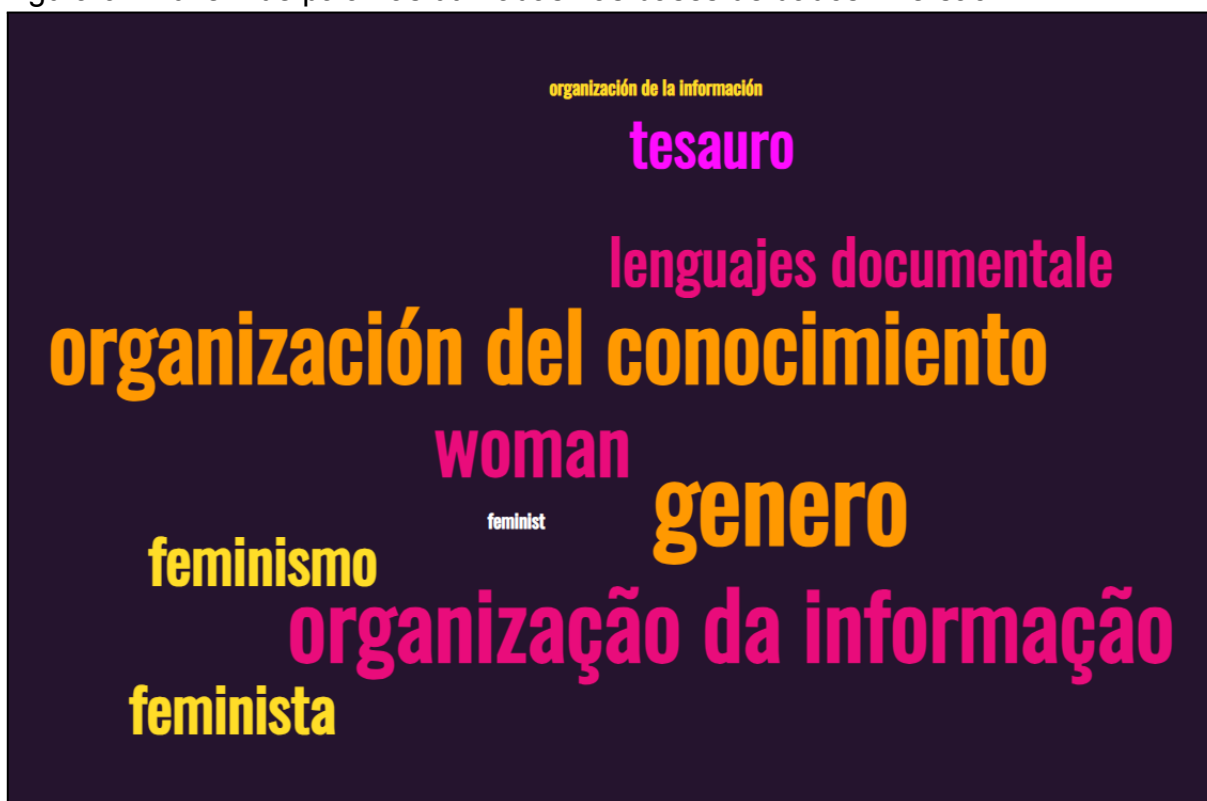 organización de la información
tesauro
lenguajes documentale
organización del conocimiento
woman
genero
feminist
feminismo
organização da informação
feminista